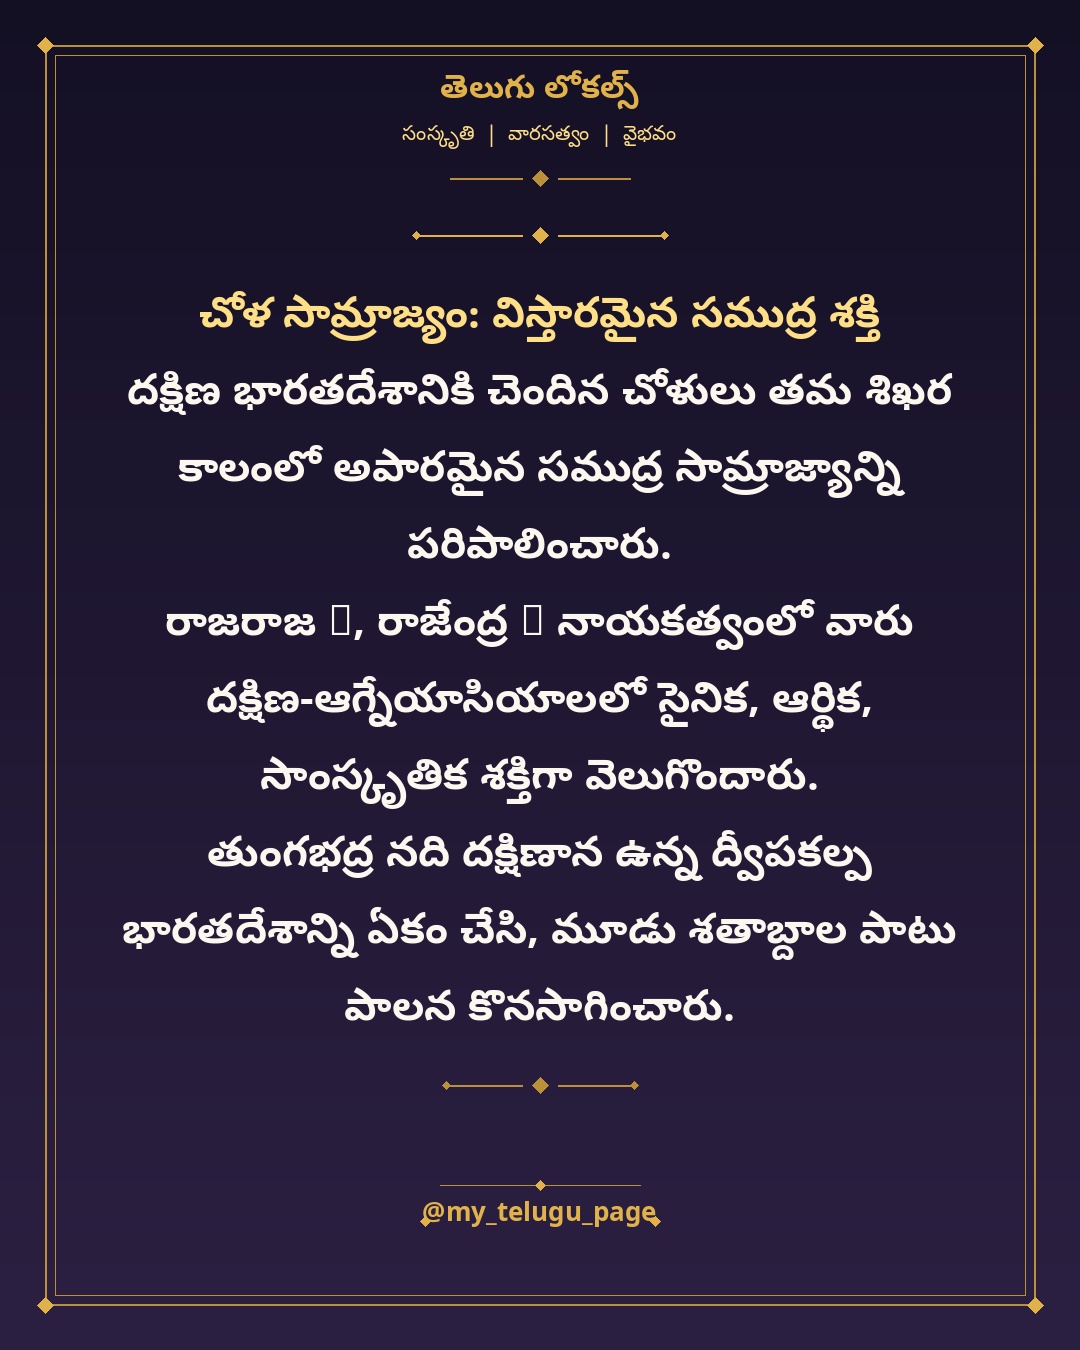 తెలుగు లోకల్స్
సంస్కృతి | వారసత్వం | వైభవం
చోళ సామ్రాజ్యం: విస్తారమైన సముద్ర శక్తి
దక్షిణ భారతదేశానికి చెందిన చోళులు తమ శిఖర
కాలంలో అపారమైన సముద్ర సామ్రాజ్యాన్ని
పరిపాలించారు.
రాజరాజ , రాజేంద్ర  నాయకత్వంలో వారు
దక్షిణ-ఆగ్నేయాసియాలలో సైనిక, ఆర్థిక,
సాంస్కృతిక శక్తిగా వెలుగొందారు.
తుంగభద్ర నది దక్షిణాన ఉన్న ద్వీపకల్ప
భారతదేశాన్ని ఏకం చేసి, మూడు శతాబ్దాల పాటు
పాలన కొనసాగించారు.
@my_telugu_page